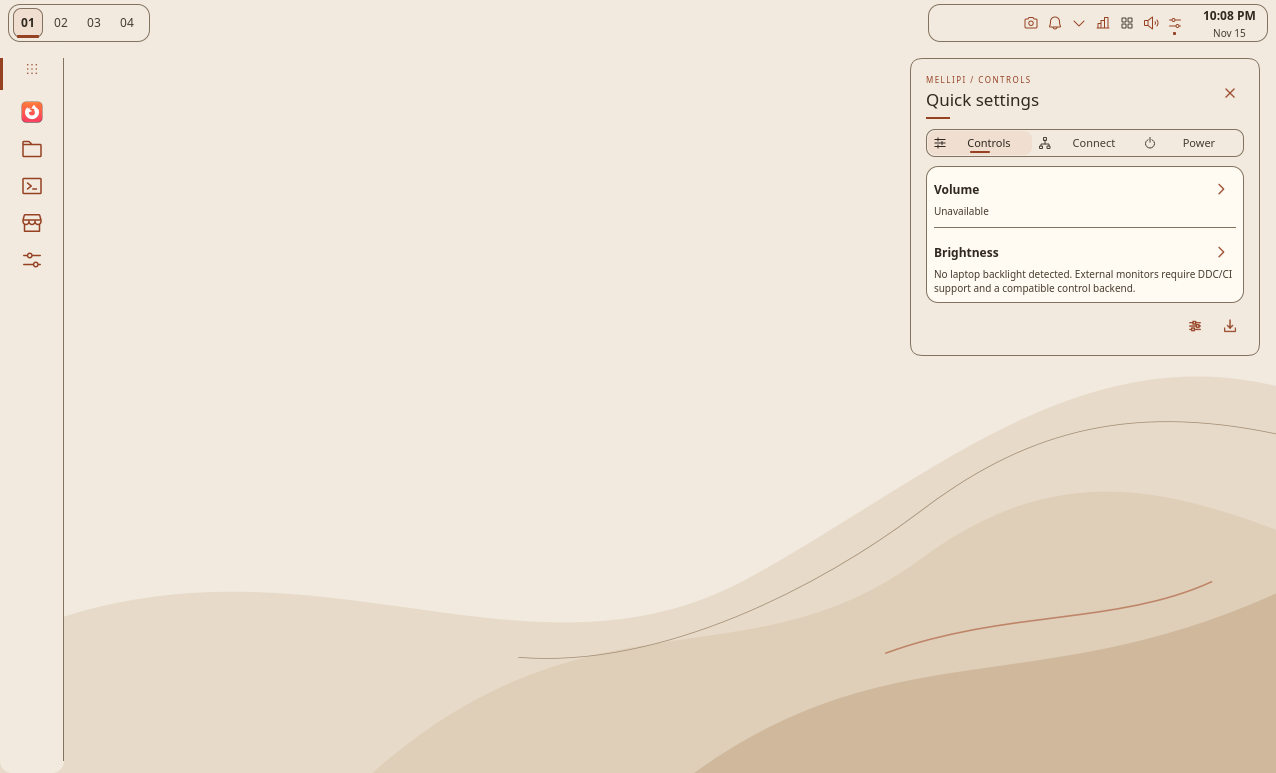 01 02 03 04
10:08 PM
Nov 15
MELLIPI / CONTROLS
Quick settings
Controls Connect Power
Volume
Unavailable
Brightness
No laptop backlight detected. External monitors require DDC/CI
support and a compatible control backend.